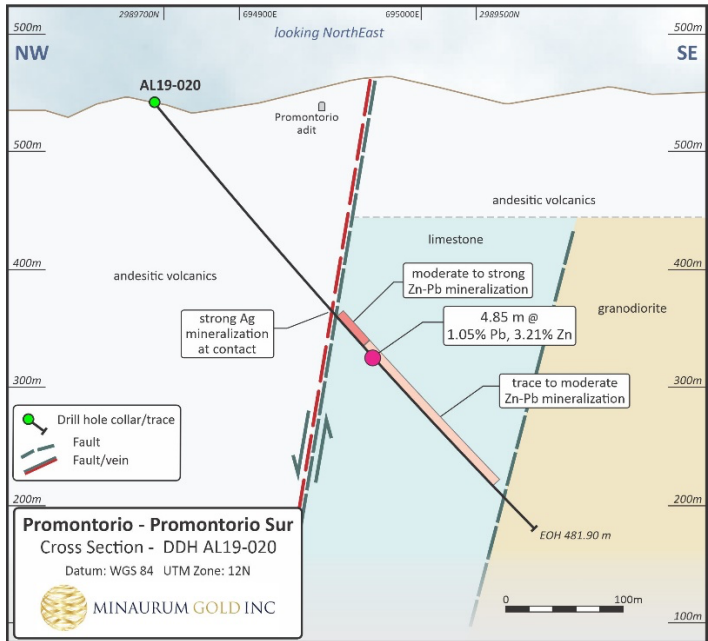 2989700N
694900E
695000E
2989500N
500m
looking NorthEast
500m
NW
SE
AL19-020
Promontorio
adit
500m
500m
andesitic volcanics
limestone
400m
400m
andesitic volcanics
moderate to strong
Zn-Pb mineralization
granodiorite
strong Ag
mineralization
at contact
4.85 m @
1.05% Pb, 3.21% Zn
300m
300m
trace to moderate
Zn-Pb mineralization
Drill hole collar/trace
Fault
Fault/vein
200m
200m
EOH 481.90 m
Promontorio - Promontorio Sur
Cross Section - DDH AL19-020
Datum: WGS 84 UTM Zone: 12N
MINAURUM GOLD INC
0
100m
100m